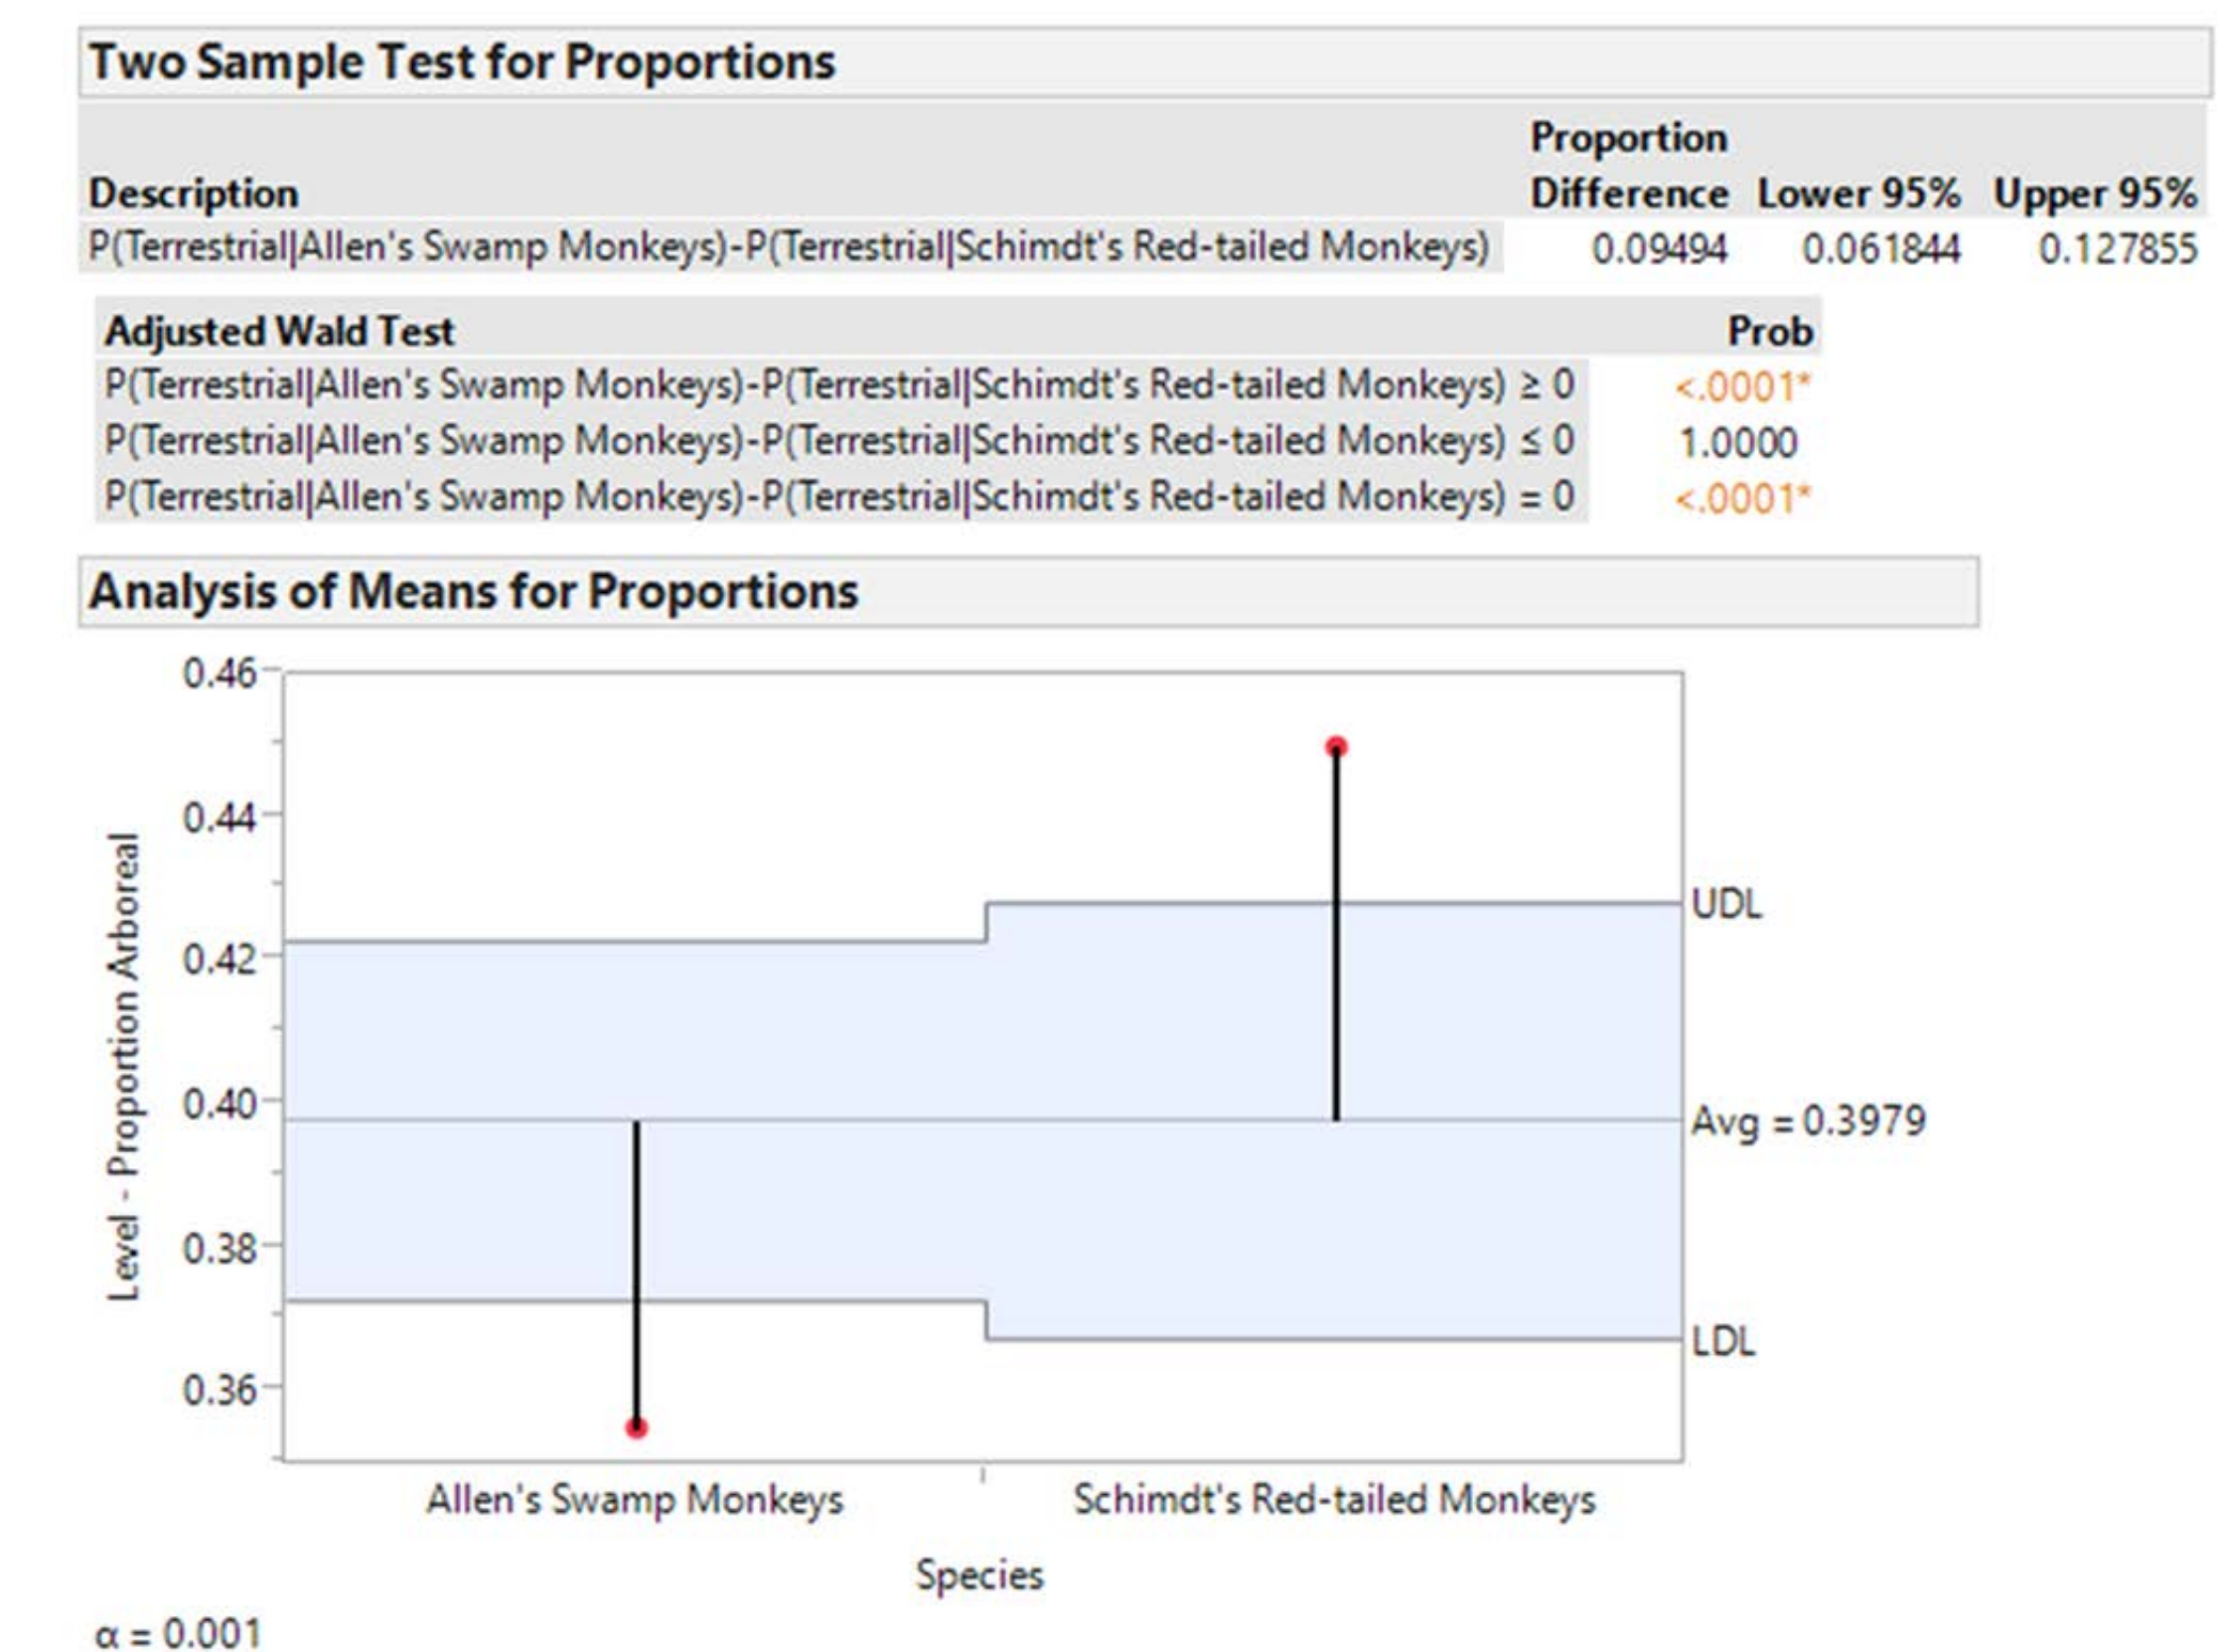 Two Sample Test for Proportions
Proportion
Description Difference Lower 95% Upper 95%
P(Terrestrial|Allen's Swamp Monkeys)-P(Terrestrial|Schimdt's Red-tailed Monkeys) 0.09494 0.061844 0.127855
Adjusted Wald Test Prob
P(Terrestrial|Allen's Swamp Monkeys)-P(Terrestrial|Schimdt's Red-tailed Monkeys) ≥ 0 <.0001*
P(Terrestrial|Allen's Swamp Monkeys)-P(Terrestrial|Schimdt's Red-tailed Monkeys) ≤ 0 1.0000
P(Terrestrial|Allen's Swamp Monkeys)-P(Terrestrial|Schimdt's Red-tailed Monkeys) = 0 <.0001*
Analysis of Means for Proportions
Level - Proportion Arboreal
0.46
0.44
0.42
0.40
0.38
0.36
UDL
Avg = 0.3979
LDL
Allen's Swamp Monkeys Schimdt's Red-tailed Monkeys
Species
α = 0.001